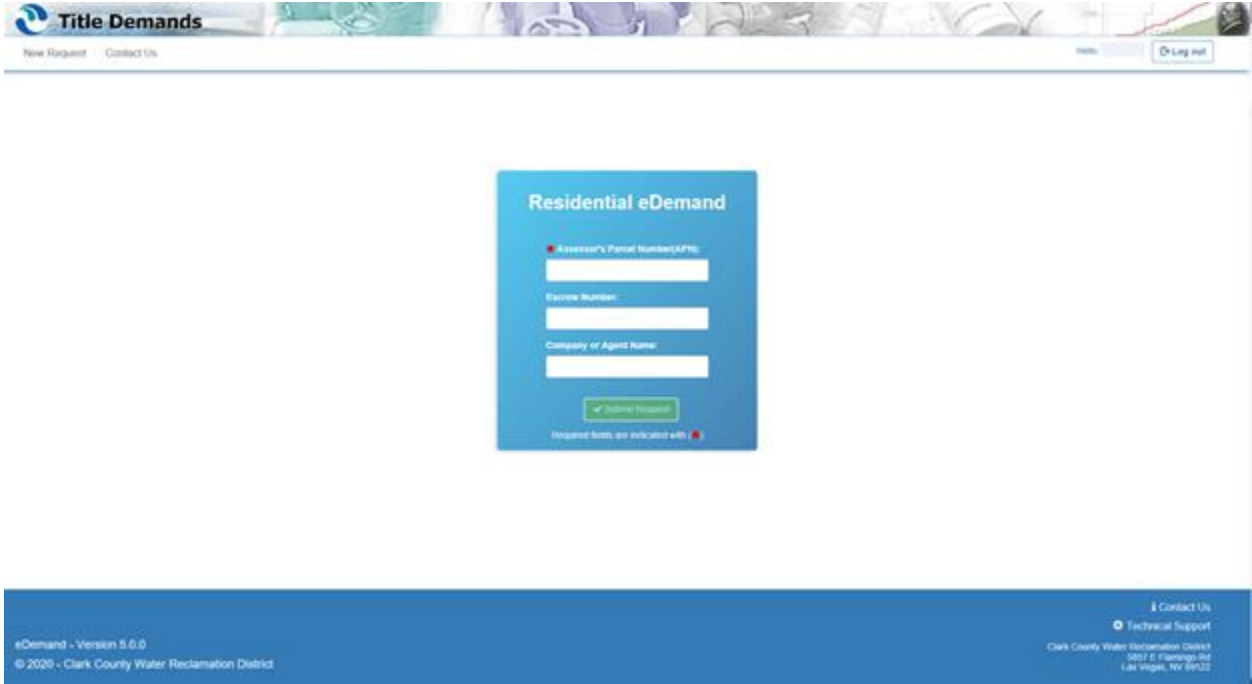 Title Demands
New Request
Contact Us
Hello
Log out
Residential eDemand
Assessor's Parcel Number(APN):
Escrow Number:
Company or Agent Name:
Submit Request
Required fields are indicated with ( )
Contact Us
Technical Support
eDemand - Version 5.0.0
© 2020 - Clark County Water Reclamation District
Clark County Water Reclamation District
5857 E Flamingo Rd
Las Vegas, NV 89122